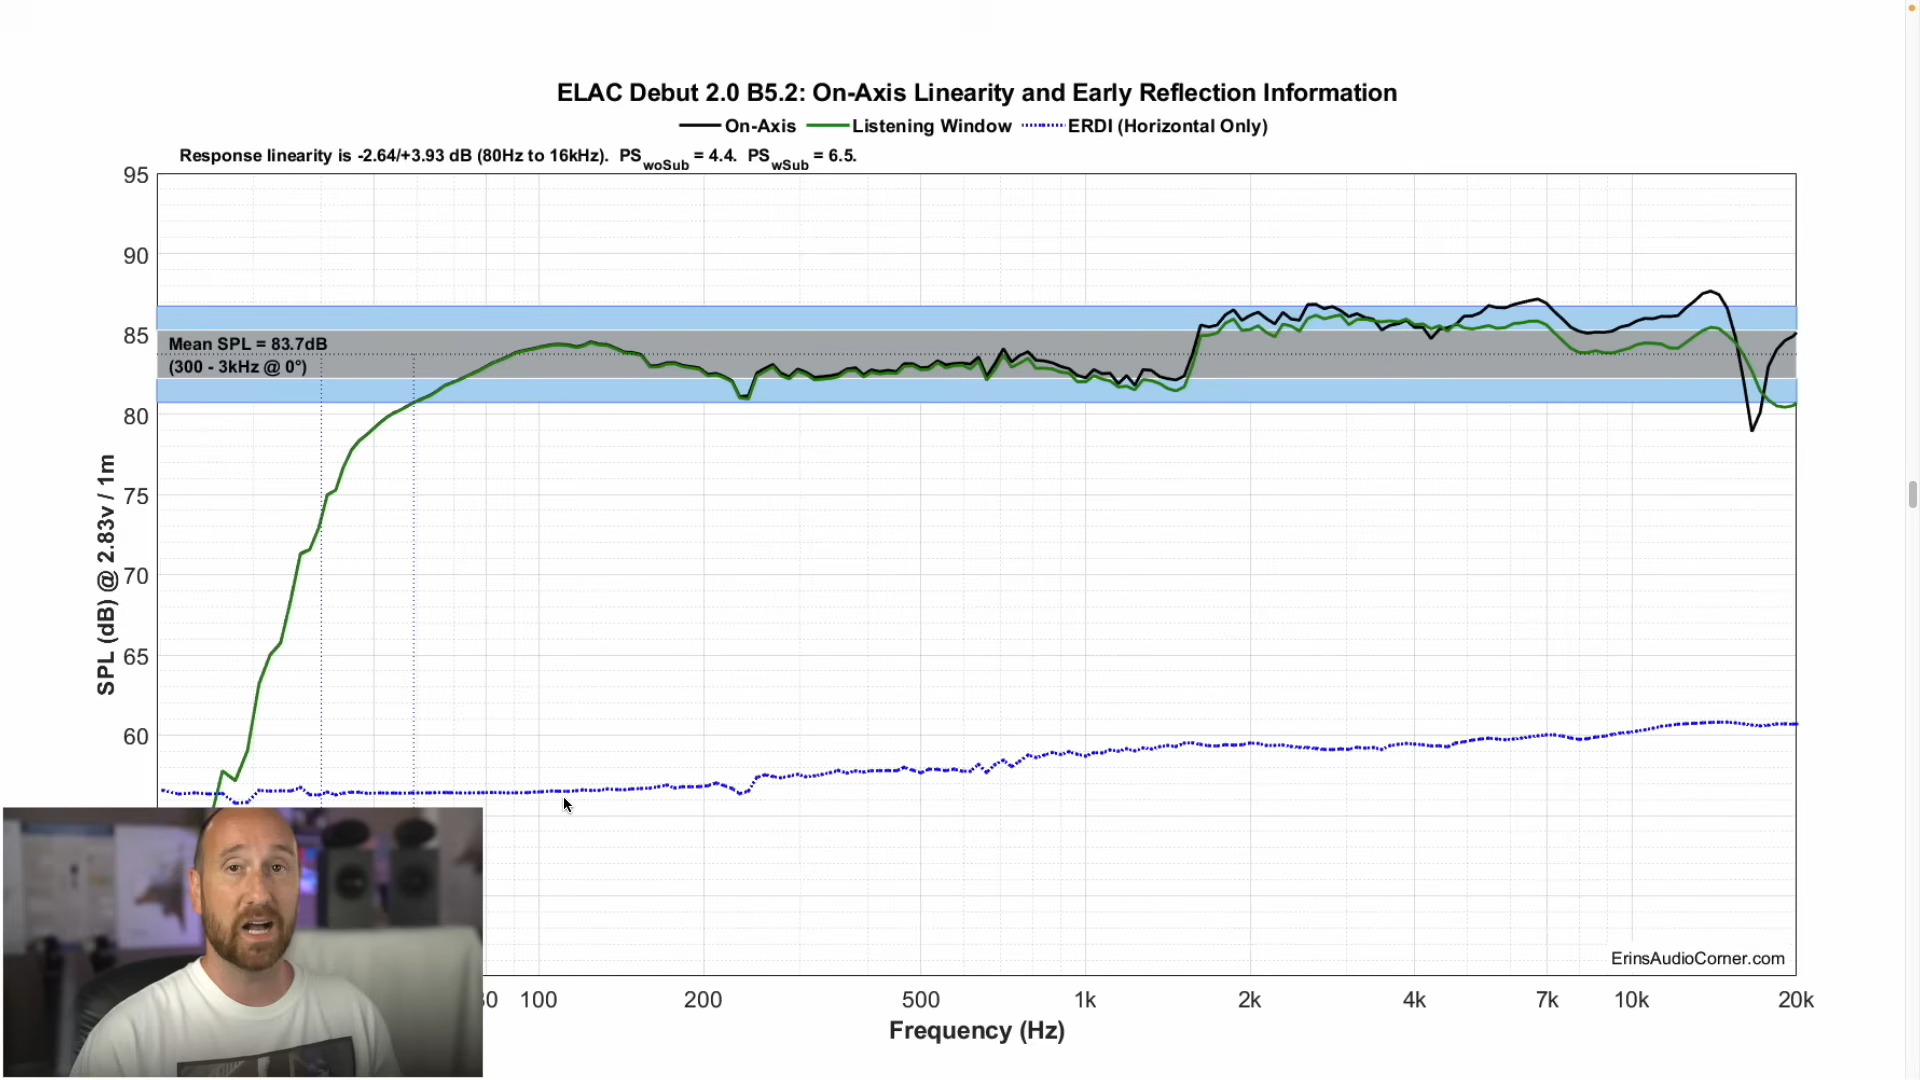 ELAC Debut 2.0 B5.2: On-Axis Linearity and Early Reflection Information
On-Axis Listening Window ERDI (Horizontal Only)
Response linearity is -2.64/+3.93 dB (80Hz to 16kHz). PSwoSub = 4.4. PSwSub = 6.5.
95
90
85
80
75
70
65
60
SPL (dB) @ 2.83v / 1m
Mean SPL = 83.7dB
(300 - 3kHz @ 0°)
ErinsAudioCorner.com
100 200 500 1k 2k 4k 7k 10k 20k
Frequency (Hz)